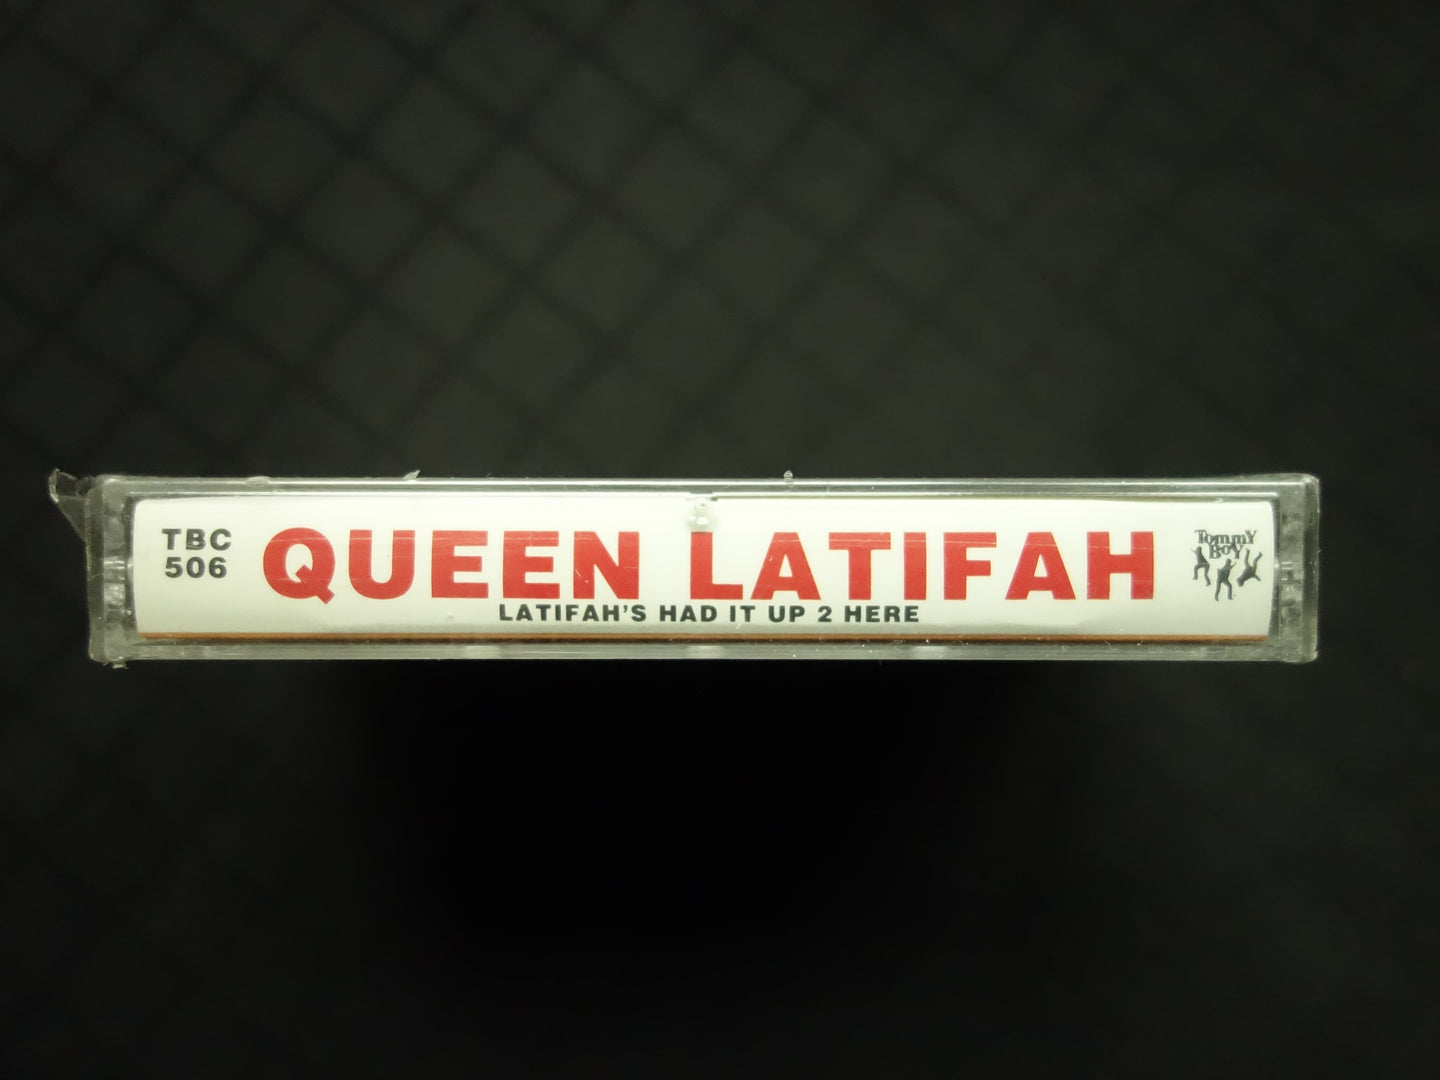 TBC
506
QUEEN LATIFAH
LATIFAH'S HAD IT UP 2 HERE
Tommy
Boy